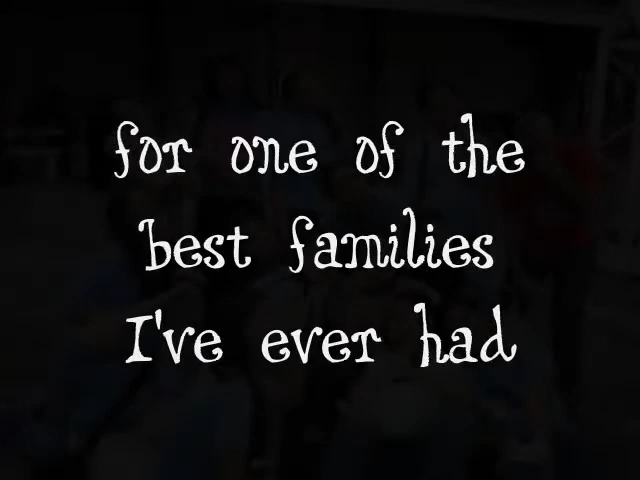 for one of the
best families
I've ever had